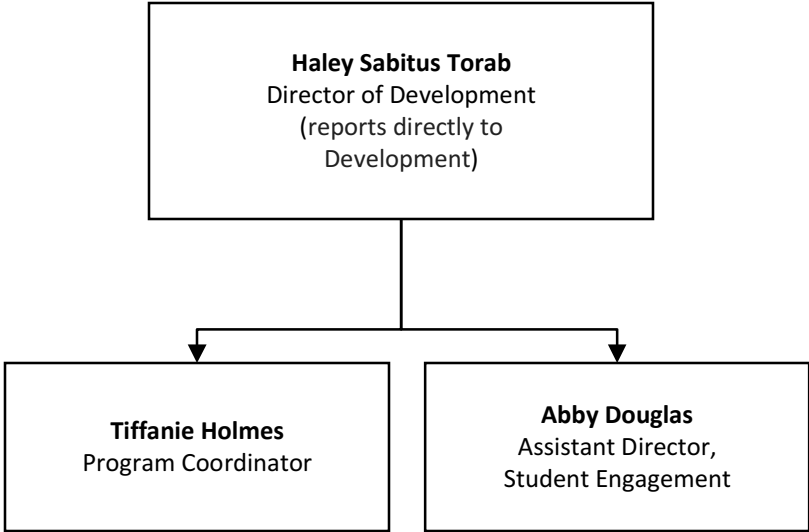 Haley Sabitus Torab
Director of Development
(reports directly to
Development)
Tiffanie Holmes
Program Coordinator
Abby Douglas
Assistant Director,
Student Engagement